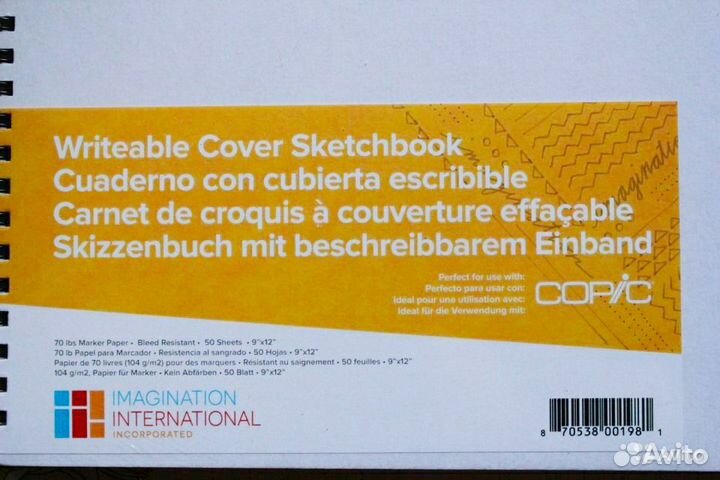 Writeable Cover Sketchbook
Cuaderno con cubierta escribible
Carnet de croquis à couverture effaçable
Skizzenbuch mit beschreibbarem Einband
Perfect for use with:
Perfecto para usar con:
Idéal pour une utilisation avec:
Ideal für die Verwendung mit:
COPIC
70 lbs Marker Paper • Bleed Resistant • 50 Sheets • 9"x12"
70 lb Papel para Marcador • Resistencia al sangrado • 50 Hojas • 9"x12"
Papier de 70 livres (104 g/m2) pour des marquers • Résistant au saignement • 50 feuilles • 9"x12"
104 g/m2, Papier für Marker • Kein Abfärben • 50 Blatt • 9"x12"
IMAGINATION
INTERNATIONAL
INCORPORATED
8 70538 00198 1
Avito